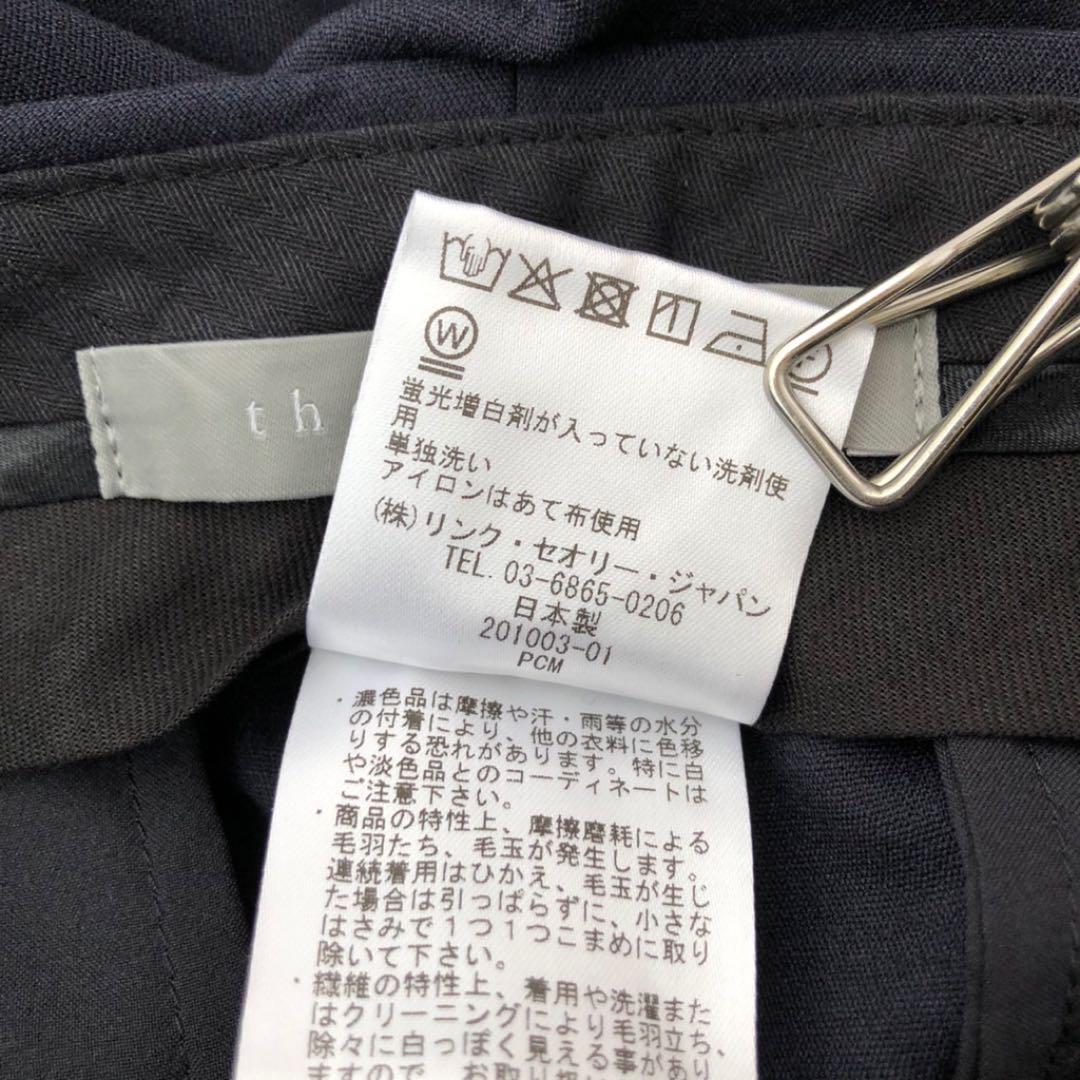 th
W
蛍光増白剤が入っていない洗剤使
用
単独洗い
アイロンはあて布使用
(株)リンク・セオリー・ジャパン
TEL. 03-6865-0206
日本製
201003-01
PCM
・濃色品は摩擦や汗・雨等の水分
の付着により、他の衣料に色移
りする恐れがあります。特に白
や淡色品とのコーディネートは
ご注意下さい。
・商品の特性上、摩擦磨耗による
毛羽たち、毛玉が発生します。
連続着用はひかえ、毛玉が生じ
た場合は引っぱらずに、小さな
はさみで1つ1つこまめに取り
除いて下さい。
・繊維の特性上、着用や洗濯また
はクリーニングにより毛羽立ち、
除々に白っぽく見える事があり
ますので、お取り扱